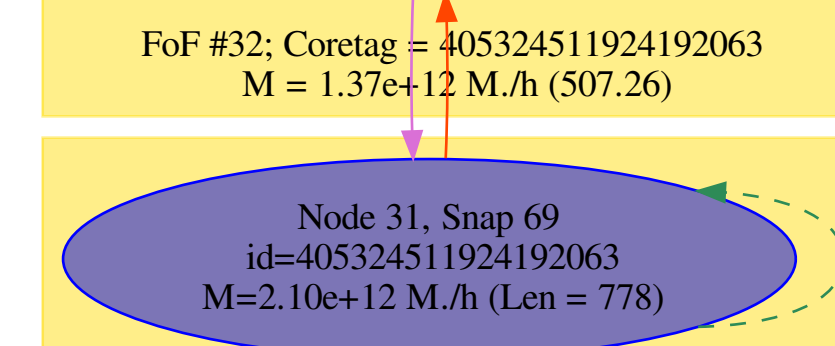 FoF #32; Coretag = 405324511924192063
M = 1.37e+12 M./h (507.26)
Node 31, Snap 69
id=405324511924192063
M=2.10e+12 M./h (Len = 778)